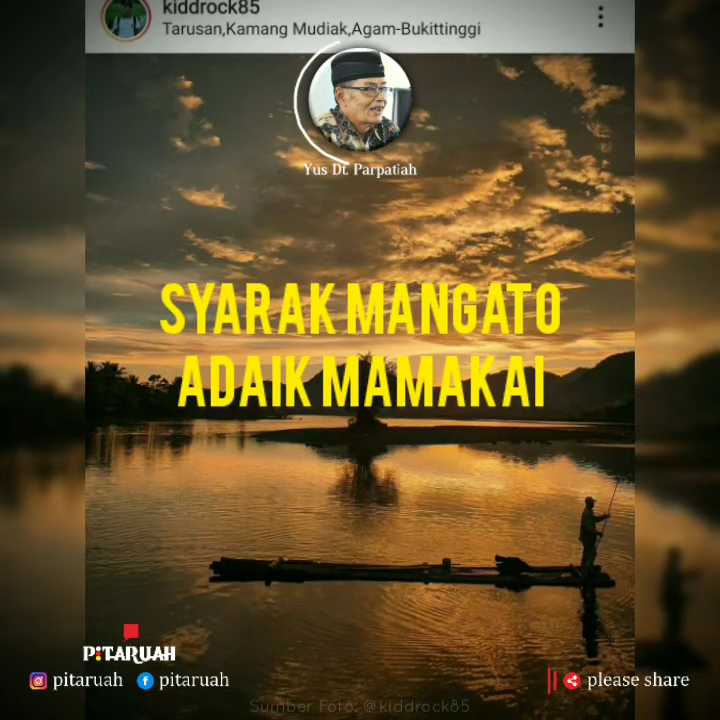 kiddrock85
Tarusan,Kamang Mudiak,Agam-Bukittinggi
Yus Dt. Parpatiah
SYARAK MANGATO
ADAIK MAMAKAI
PITARUAH
pitaruah pitaruah
please share
Sumber Foto: @kiddrock85